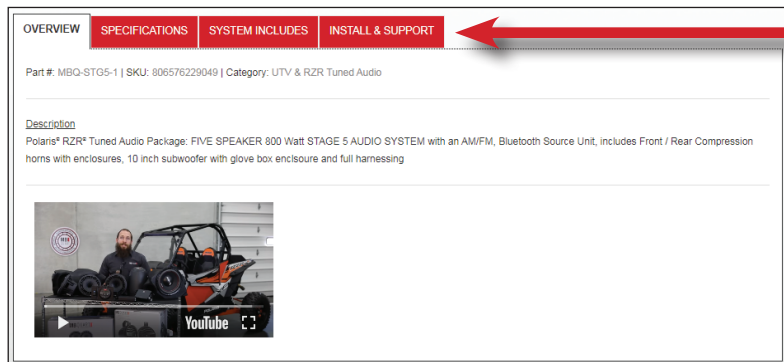 OVERVIEW SPECIFICATIONS SYSTEM INCLUDES INSTALL & SUPPORT
Part #: MBQ-STG5-1 | SKU: 806576229049 | Category: UTV & RZR Tuned Audio
Description
Polaris® RZR® Tuned Audio Package: FIVE SPEAKER 800 Watt STAGE 5 AUDIO SYSTEM with an AM/FM, Bluetooth Source Unit, includes Front / Rear Compression
horns with enclosures, 10 inch subwoofer with glove box enclsoure and full harnessing
YouTube